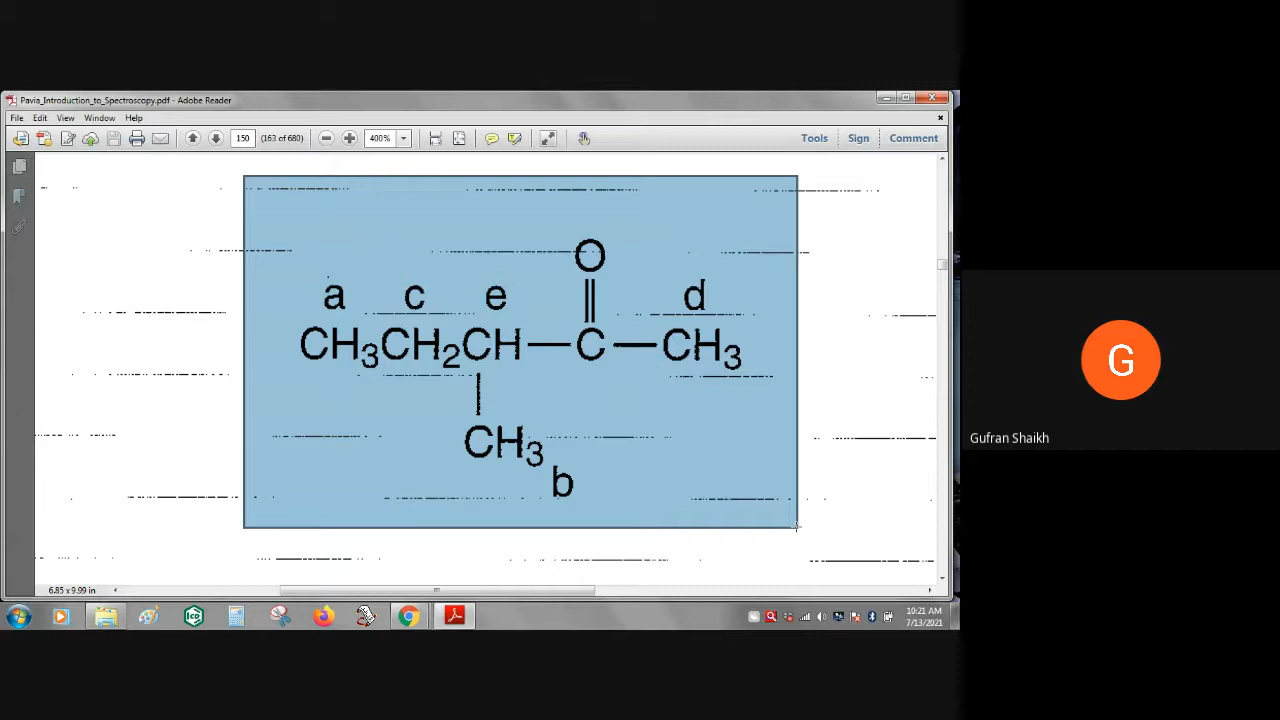 Pavia_Introduction_to_Spectroscopy.pdf - Adobe Reader
File Edit View Window Help
150 (163 of 680) 400% Tools Sign Comment
O
a c e d
CH3CH2CH — C — CH3
CH3
b
G
Gufran Shaikh
6.85 x 9.99 in
10:21 AM
7/13/2021